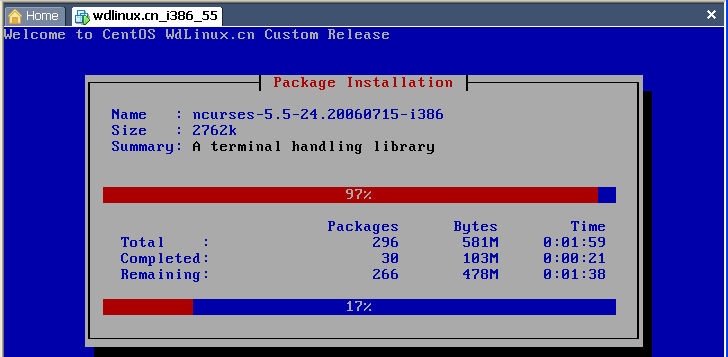 Home wdlinux.cn_i386_55
Welcome to CentOS WdLinux.cn Custom Release
Package Installation
Name : ncurses-5.5-24.20060715-i386
Size : 2762k
Summary: A terminal handling library
97%
Packages Bytes Time
Total : 296 581M 0:01:59
Completed: 30 103M 0:00:21
Remaining: 266 478M 0:01:38
17%